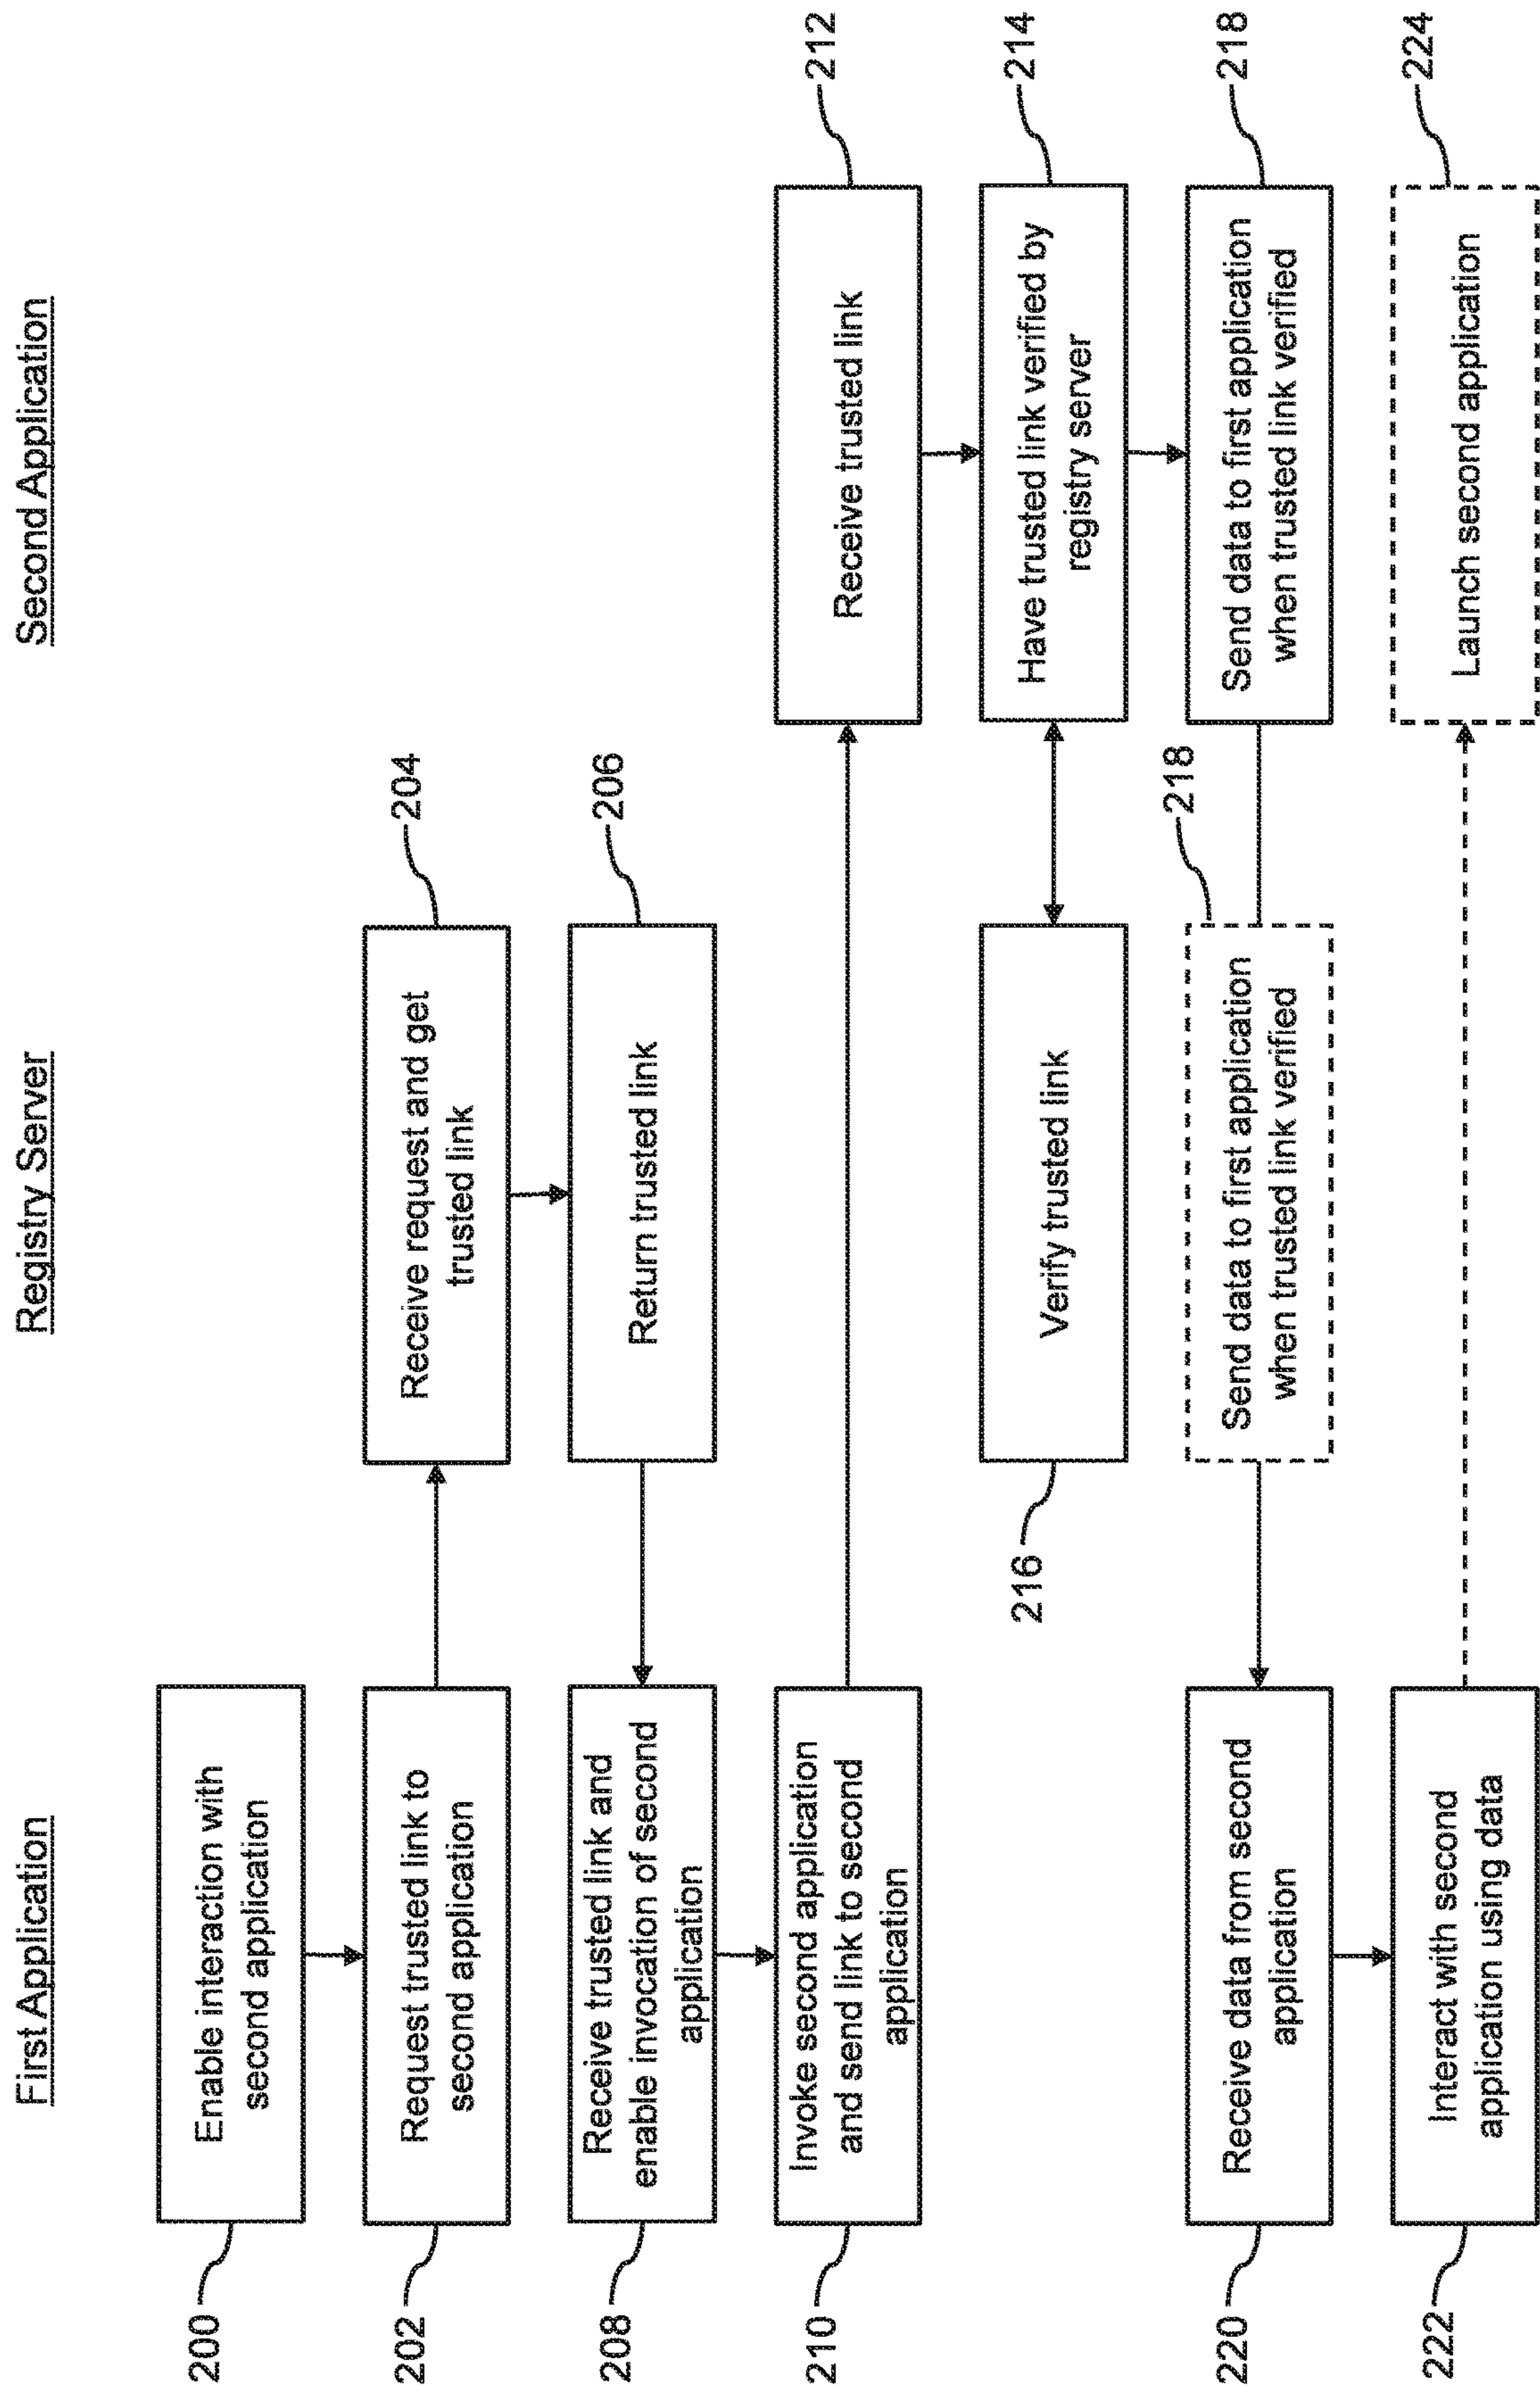 First Application
Registry Server
Second Application
200
Enable interaction with
second application
202
Request trusted link to
second application
Receive request and get
trusted link
204
208
Receive trusted link and
enable invocation of second
application
Return trusted link
206
210
Invoke second application
and send link to second
application
Receive trusted link
212
216
Verify trusted link
Have trusted link verified by
registry server
214
220
Receive data from second
application
Send data to first application
when trusted link verified
218
Send data to first application
when trusted link verified
218
222
Interact with second
application using data
Launch second application
224